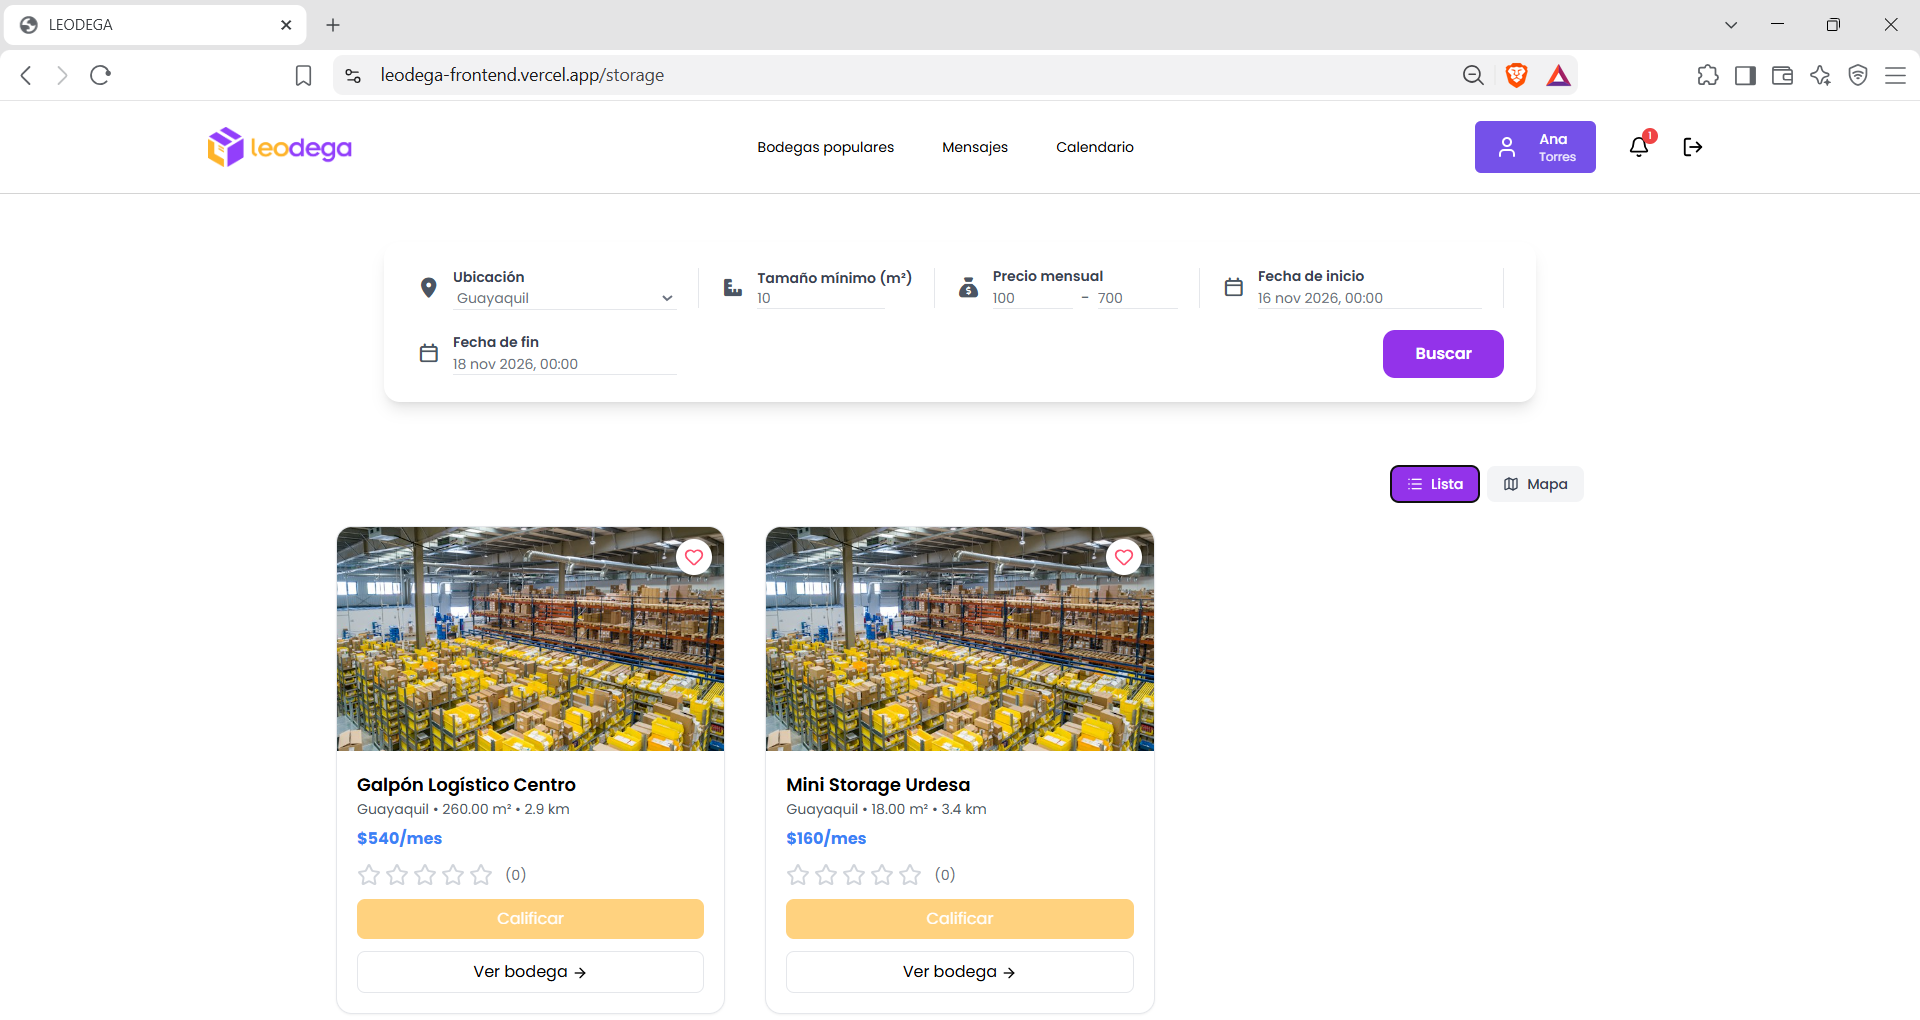 LEODEGA
leodega-frontend.vercel.app/storage
leodega
Bodegas populares
Mensajes
Calendario
Ana
Torres
1
Ubicación
Guayaquil
Tamaño mínimo (m²)
10
Precio mensual
100 - 700
Fecha de inicio
16 nov 2026, 00:00
Fecha de fin
18 nov 2026, 00:00
Buscar
Lista
Mapa
Galpón Logístico Centro
Guayaquil • 260.00 m² • 2.9 km
$540/mes
(0)
Calificar
Ver bodega →
Mini Storage Urdesa
Guayaquil • 18.00 m² • 3.4 km
$160/mes
(0)
Calificar
Ver bodega →